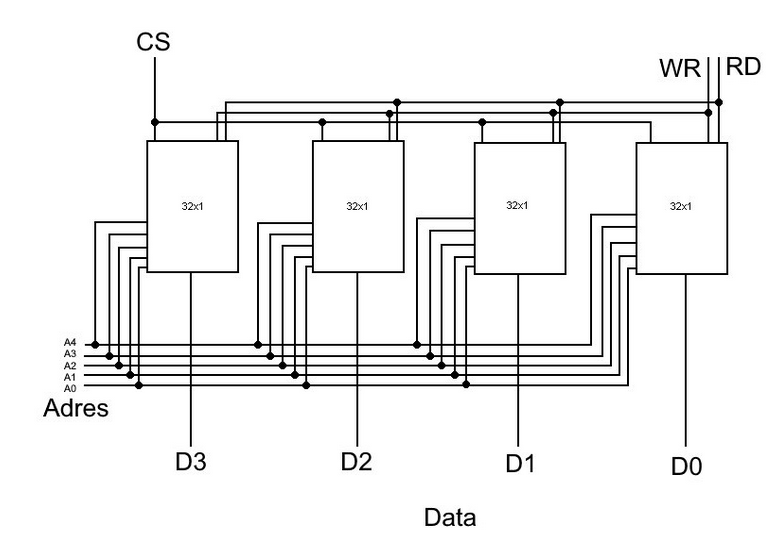 CS
WR RD
32x1 32x1 32x1 32x1
A4
A3
A2
A1
A0
Adres
D3 D2 D1 D0
Data